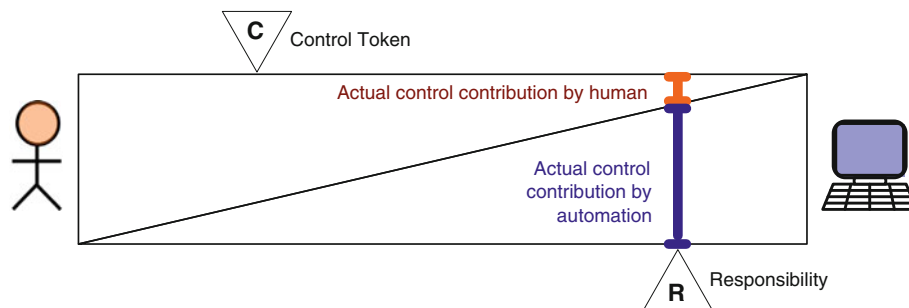 C
Control Token
Actual control contribution by human
Actual control
contribution by
automation
R
Responsibility